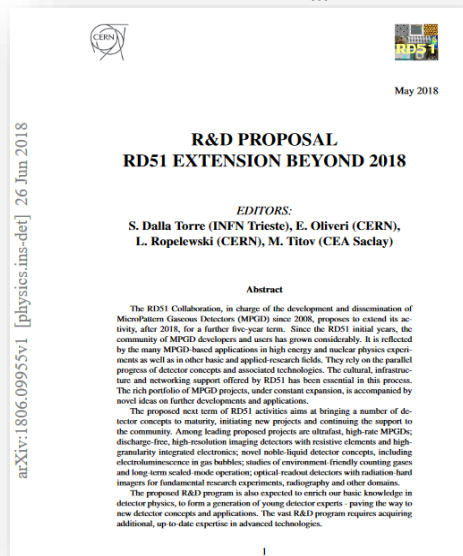 CERN
RD51
May 2018
R&D PROPOSAL
RD51 EXTENSION BEYOND 2018
EDITORS:
S. Dalla Torre (INFN Trieste), E. Oliveri (CERN),
L. Ropelewski (CERN), M. Titov (CEA Saclay)
Abstract
The RD51 Collaboration, in charge of the development and dissemination of
MicroPattern Gaseous Detectors (MPGD) since 2008, proposes to extend its ac-
tivity, after 2018, for a further five-year term. Since the RD51 initial years, the
community of MPGD developers and users has grown considerably. It is reflected
by the many MPGD-based applications in high energy and nuclear physics experi-
ments as well as in other basic and applied-research fields. They rely on the parallel
progress of detector concepts and associated technologies. The cultural, infrastruc-
ture and networking support offered by RD51 has been essential in this process.
The rich portfolio of MPGD projects, under constant expansion, is accompanied by
novel ideas on further developments and applications.
The proposed next term of RD51 activities aims at bringing a number of de-
tector concepts to maturity, initiating new projects and continuing the support to
the community. Among leading proposed projects are ultrafast, high-rate MPGDs;
discharge-free, high-resolution imaging detectors with resistive elements and high-
granularity integrated electronics; novel noble-liquid detector concepts, including
electroluminescence in gas bubbles; studies of environment-friendly counting gases
and long-term sealed-mode operation; optical-readout detectors with radiation-hard
imagers for fundamental research experiments, radiography and other domains.
The proposed R&D program is also expected to enrich our basic knowledge in
detector physics, to form a generation of young detector experts - paving the way to
new detector concepts and applications. The vast R&D program requires acquiring
additional, up-to-date expertise in advanced technologies.
1
arXiv:1806.09955v1 [physics.ins-det] 26 Jun 2018